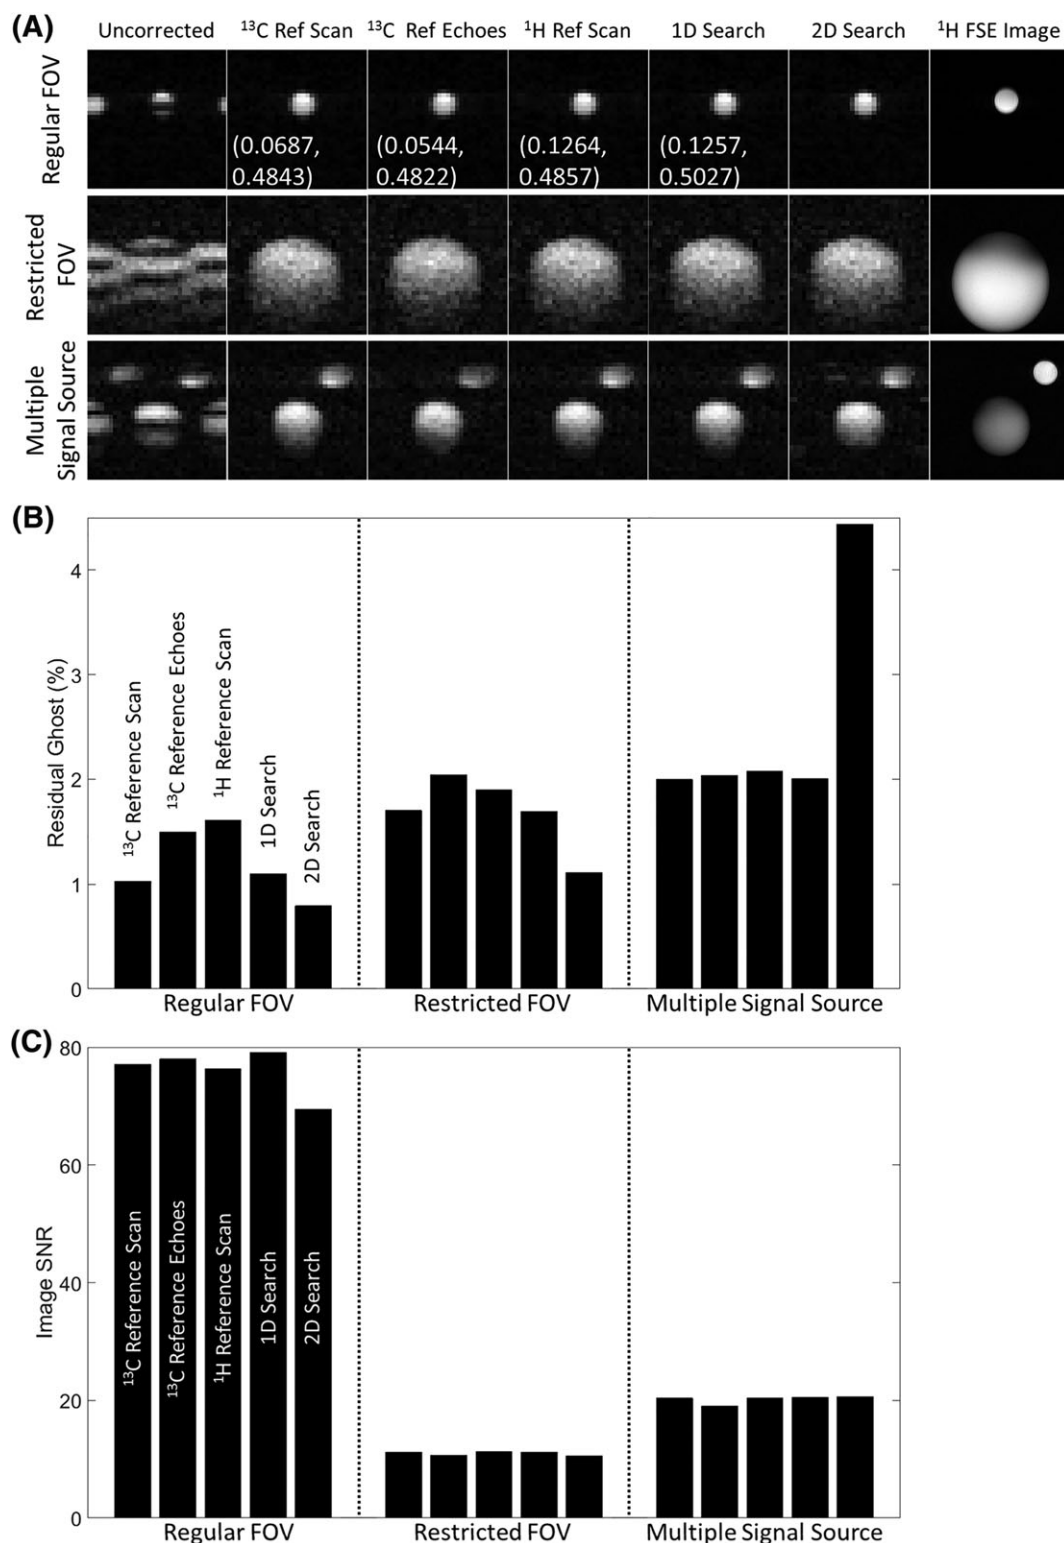 (A)
Uncorrected
¹³C Ref Scan
¹³C Ref Echoes
¹H Ref Scan
1D Search
2D Search
¹H FSE Image
Regular FOV
(0.0687,
0.4843)
(0.0544,
0.4822)
(0.1264,
0.4857)
(0.1257,
0.5027)
Restricted
FOV
Multiple
Signal Source
(B)
Residual Ghost (%)
4
3
2
1
0
¹³C Reference Scan
¹³C Reference Echoes
¹H Reference Scan
1D Search
2D Search
Regular FOV
Restricted FOV
Multiple Signal Source
(C)
Image SNR
80
60
40
20
0
¹³C Reference Scan
¹³C Reference Echoes
¹H Reference Scan
1D Search
2D Search
Regular FOV
Restricted FOV
Multiple Signal Source